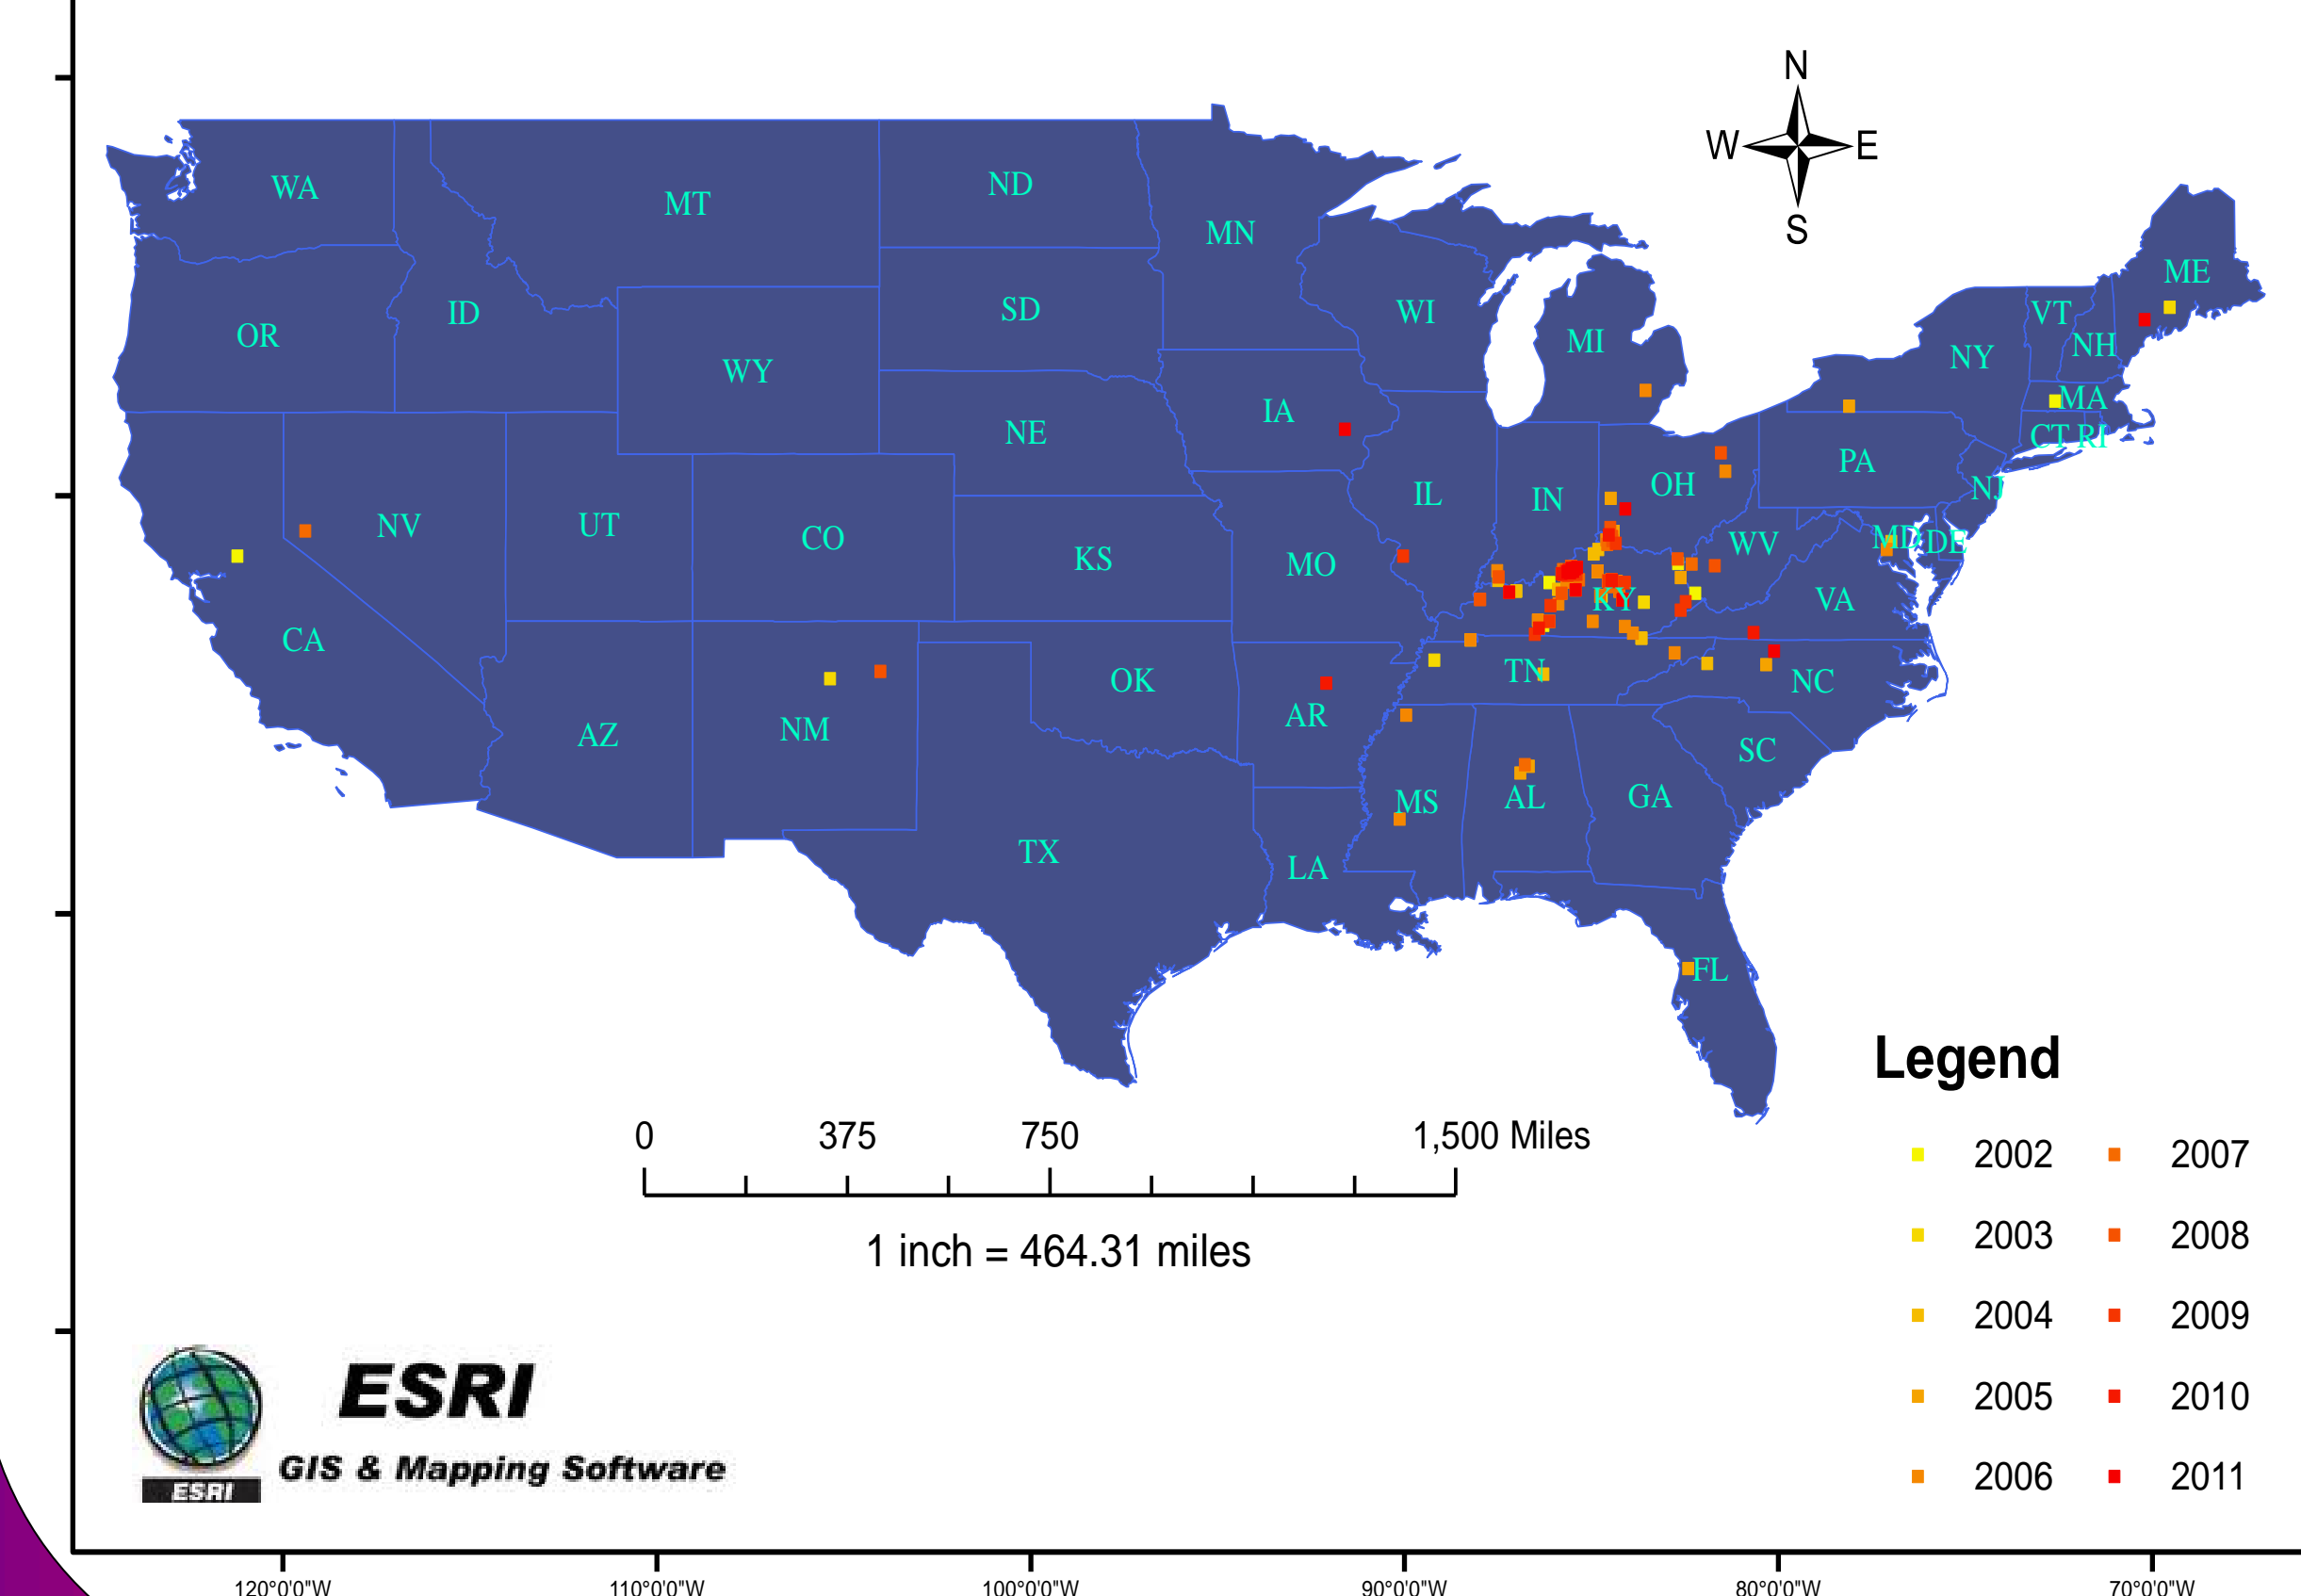 N
W E
S
WA
MT
ND
MN
ME
ID
OR
SD
WI
VT
MI
NH
NY
WY
IA
MA
NE
CT RI
PA
OH
IL
IN
NJ
NV
UT
CO
MD
DE
WV
KS
MO
KY
VA
CA
OK
TN
NC
AR
AZ
NM
SC
MS
AL
GA
TX
LA
FL
Legend
0 375 750 1,500 Miles
1 inch = 464.31 miles
2002 2007
2003 2008
2004 2009
2005 2010
2006 2011
ESRI
GIS & Mapping Software
ESRI
120°0'0"W 110°0'0"W 100°0'0"W 90°0'0"W 80°0'0"W 70°0'0"W